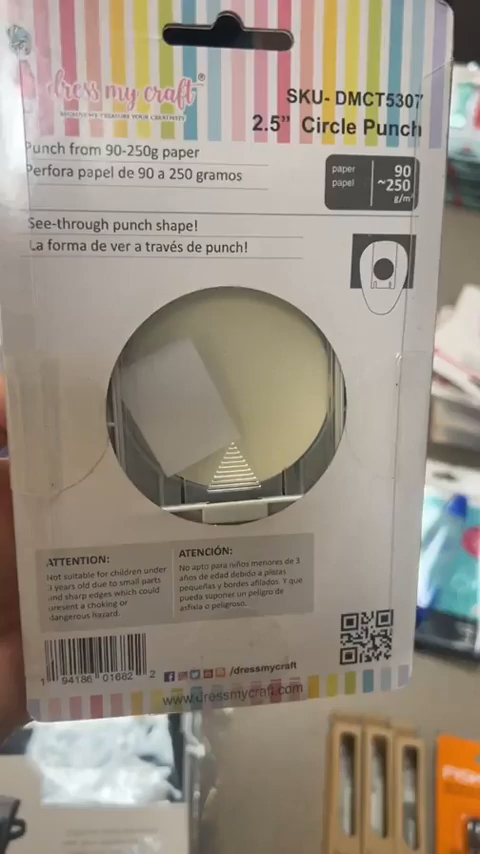 dress my craft®
SKU- DMCT5307
2.5” Circle Punch
Punch from 90-250g paper
Perfora papel de 90 a 250 gramos
paper 90
papel ~250
g/m²
See-through punch shape!
La forma de ver a través de punch!
ATTENTION:
Not suitable for children under
3 years old due to small parts
and sharp edges which could
present a choking or
dangerous hazard.
ATENCIÓN:
No apto para niños menores de 3
años de edad debido a piezas
pequeñas y bordes afilados. Y que
pueda suponer un peligro de
asfixia o peligroso.
1 94186 01682 2
/dressmycraft
www.dressmycraft.com